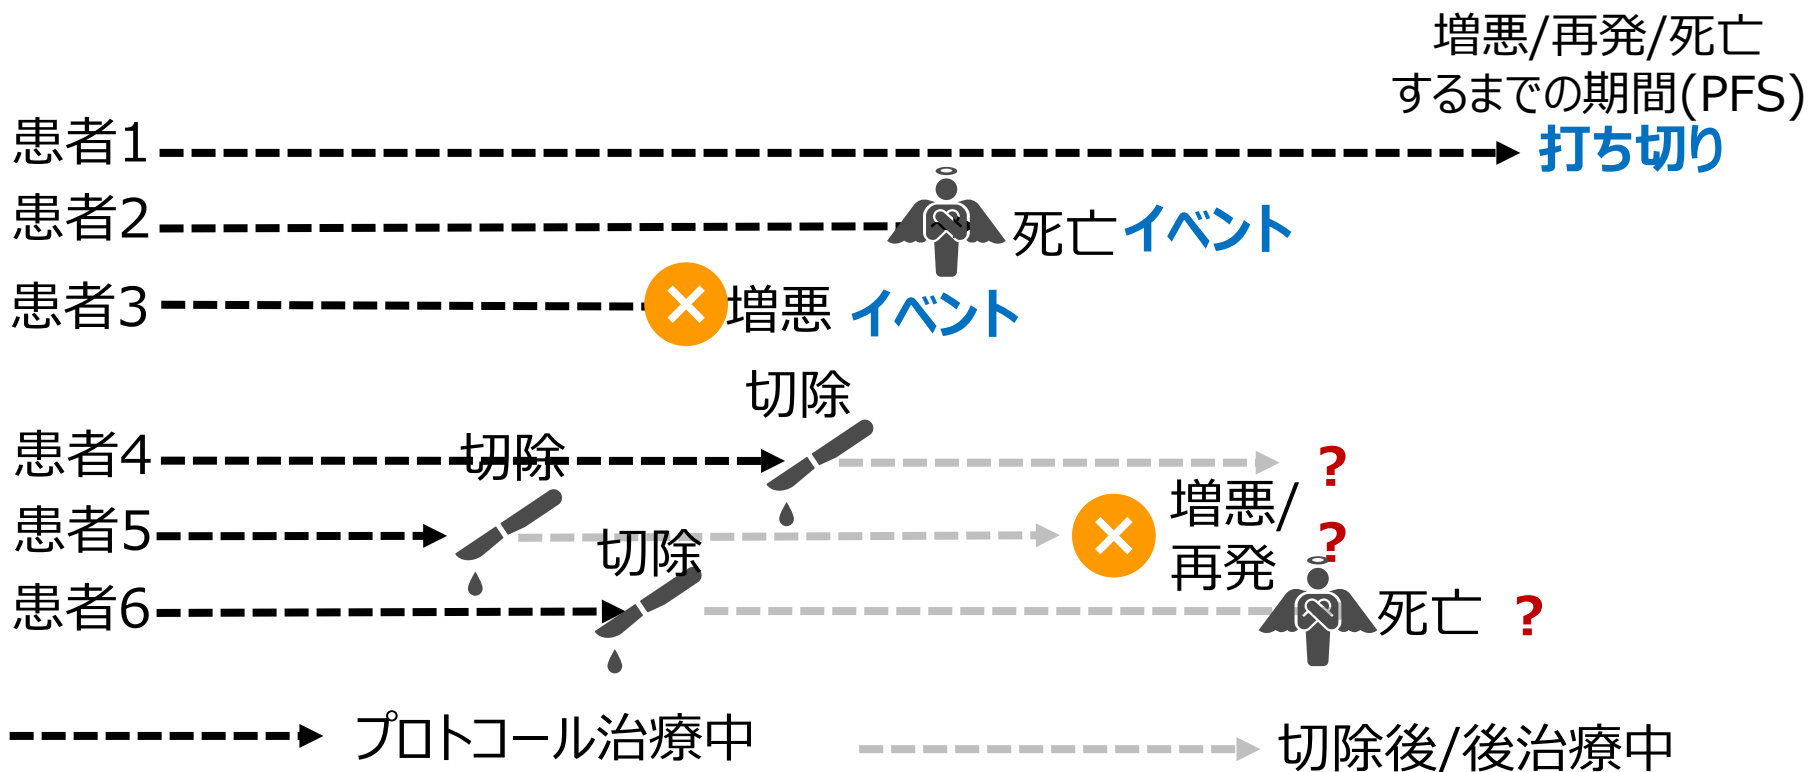 増悪/再発/死亡
するまでの期間(PFS)
患者1
打ち切り
患者2
死亡 イベント
患者3
増悪 イベント
切除
患者4
切除
?
増悪/
再発
患者5
?
切除
患者6
死亡 ?
プロトコール治療中
切除後/後治療中